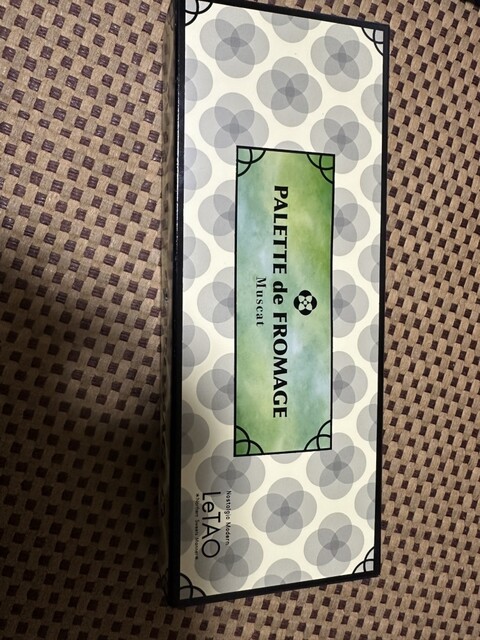 PALETTE de FROMAGE
Muscat
Nostalgic Modern
LeTAO